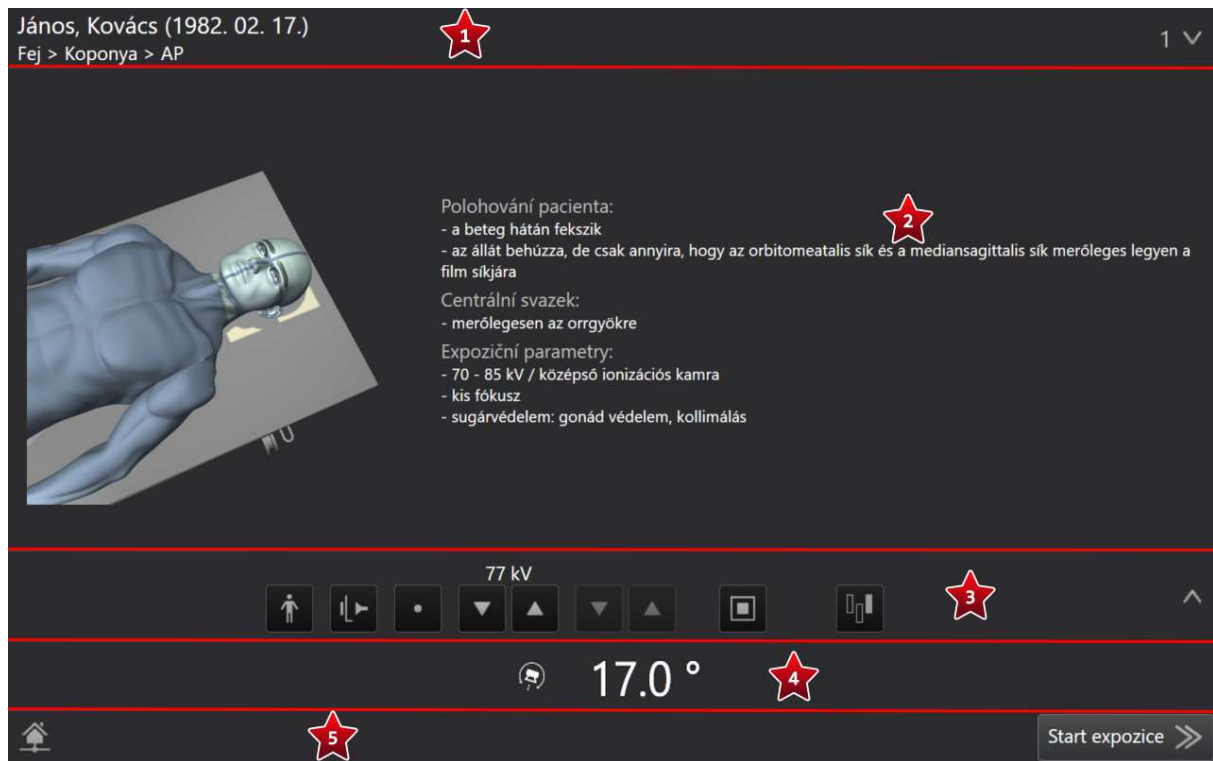 János, Kovács (1982. 02. 17.)
Fej > Koponya > AP
1
1
Polohování pacienta:
2
- a beteg hátán fekszik
- az állát behúzza, de csak annyira, hogy az orbitomeatalis sík és a mediansagittalis sík merőleges legyen a
film síkjára
Centrální svazek:
- merőlegesen az orrgyökre
Expoziční parametry:
- 70 - 85 kV / középső ionizációs kamra
- kis fókusz
- sugárvédelem: gonád védelem, kollimálás
77 kV
3
17.0 °
4
5
Start expozice